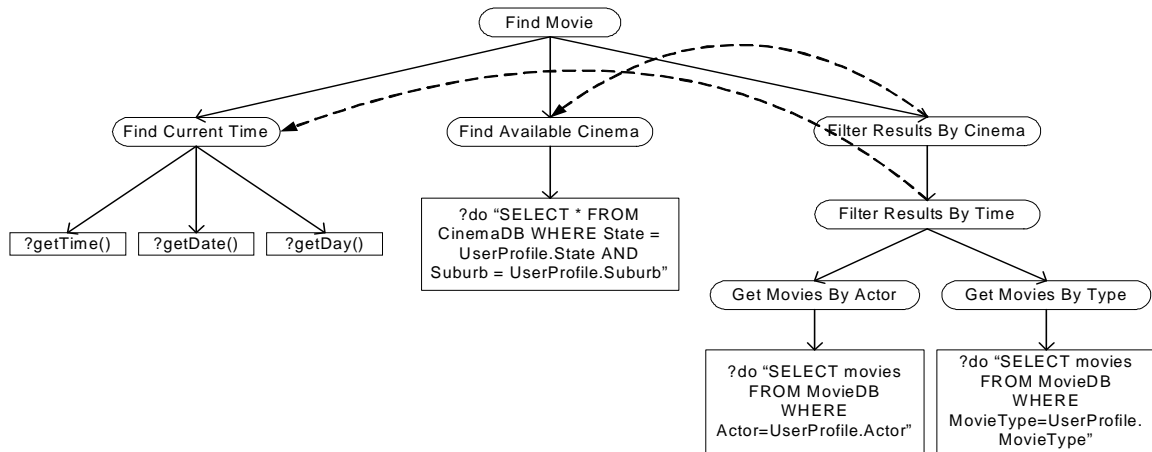 Find Movie
Find Current Time
Find Available Cinema
Filter Results By Cinema
?getTime()
?getDate()
?getDay()
?do “SELECT * FROM
CinemaDB WHERE State =
UserProfile.State AND
Suburb = UserProfile.Suburb”
Filter Results By Time
Get Movies By Actor
Get Movies By Type
?do “SELECT movies
FROM MovieDB
WHERE
Actor=UserProfile.Actor”
?do “SELECT movies
FROM MovieDB
WHERE
MovieType=UserProfile.
MovieType”